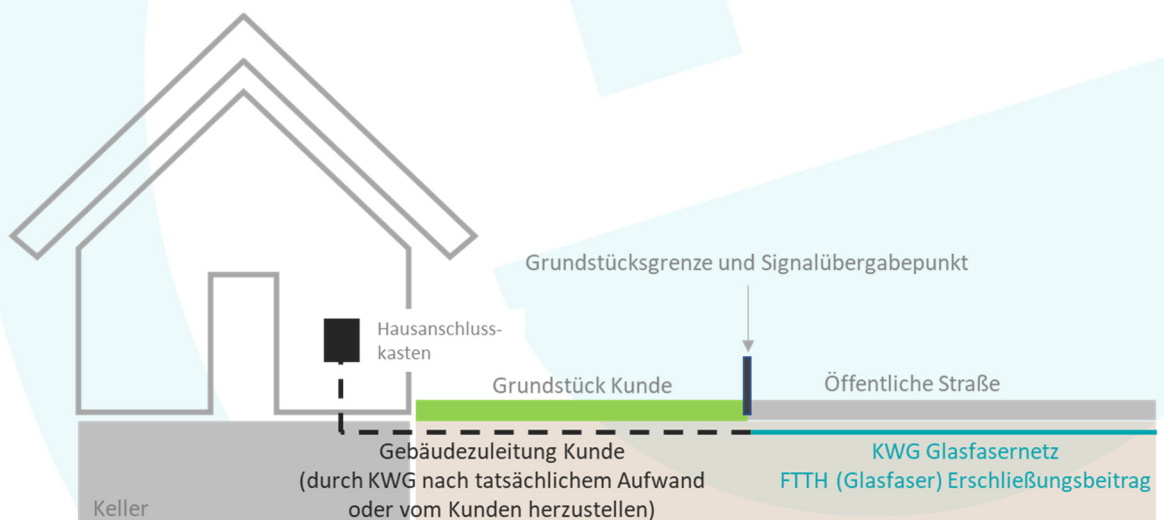 Grundstücksgrenze und Signalübergabepunkt
Hausanschluss-
kasten
Grundstück Kunde
Öffentliche Straße
Gebäudezuleitung Kunde
(durch KWG nach tatsächlichem Aufwand
oder vom Kunden herzustellen)
KWG Glasfasernetz
FTTH (Glasfaser) Erschließungsbeitrag
Keller